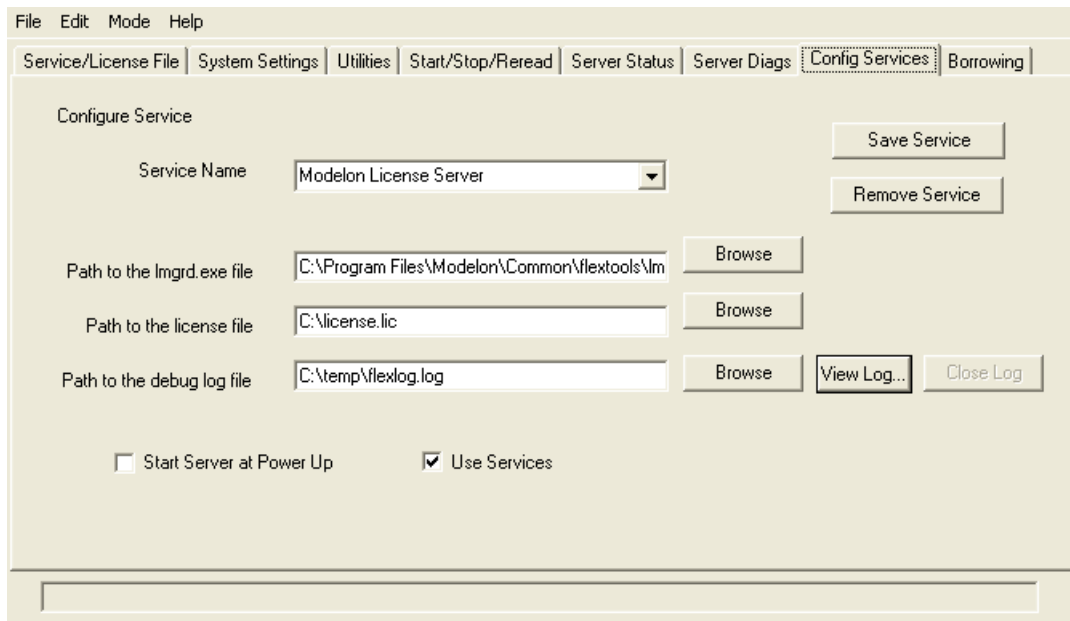 File Edit Mode Help
Service/License File System Settings Utilities Start/Stop/Reread Server Status Server Diags Config Services Borrowing
Configure Service
Save Service
Service Name Modelon License Server
Remove Service
Path to the lmgrd.exe file C:\Program Files\Modelon\Common\flextools\lm Browse
Path to the license file C:\license.lic Browse
Path to the debug log file C:\temp\flexlog.log Browse View Log... Close Log
Start Server at Power Up Use Services